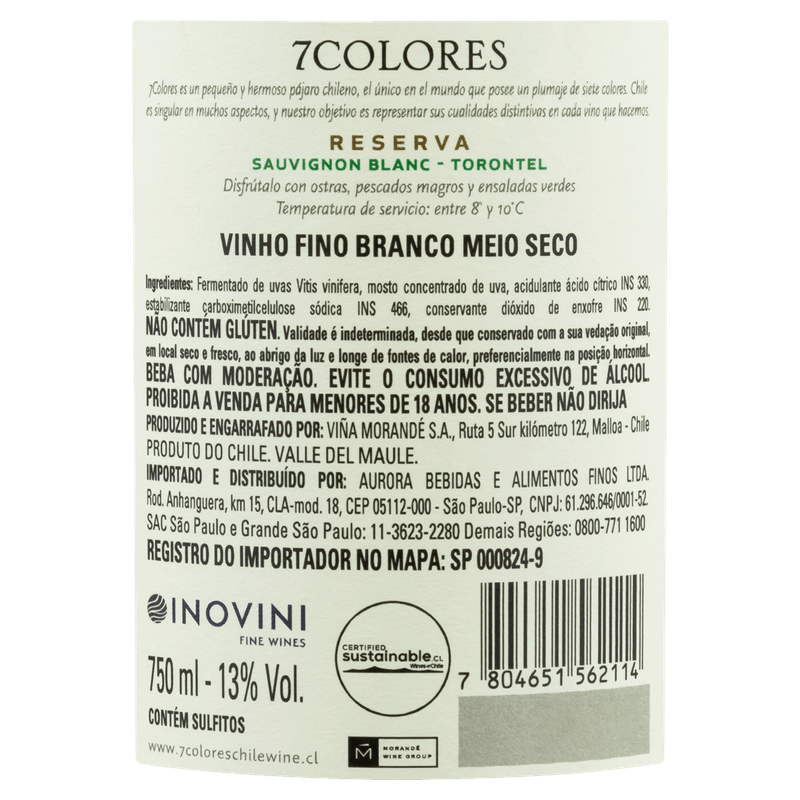 7COLORES
7Colores es un pequeño y hermoso pájaro chileno, el único en el mundo que posee un plumaje de siete colores. Chile
es singular en muchos aspectos, y nuestro objetivo es representar sus cualidades distintivas en cada vino que hacemos.
RESERVA
SAUVIGNON BLANC - TORONTEL
Disfrútalo con ostras, pescados magros y ensaladas verdes
Temperatura de servicio: entre 8° y 10°C
VINHO FINO BRANCO MEIO SECO
Ingredientes: Fermentado de uvas Vitis vinifera, mosto concentrado de uva, acidulante ácido cítrico INS 330,
estabilizante carboximetilcelulose sódica INS 466, conservante dióxido de enxofre INS 220.
NÃO CONTÉM GLÚTEN. Validade é indeterminada, desde que conservado com a sua vedação original,
em local seco e fresco, ao abrigo da luz e longe de fontes de calor, preferencialmente na posição horizontal.
BEBA COM MODERAÇÃO. EVITE O CONSUMO EXCESSIVO DE ÁLCOOL.
PROIBIDA A VENDA PARA MENORES DE 18 ANOS. SE BEBER NÃO DIRIJA
PRODUZIDO E ENGARRAFADO POR: VIÑA MORANDÉ S.A., Ruta 5 Sur kilómetro 122, Malloa - Chile
PRODUTO DO CHILE. VALLE DEL MAULE.
IMPORTADO E DISTRIBUÍDO POR: AURORA BEBIDAS E ALIMENTOS FINOS LTDA.
Rod. Anhanguera, km 15, CLA-mod. 18, CEP 05112-000 - São Paulo-SP, CNPJ: 61.296.646/0001-52.
SAC São Paulo e Grande São Paulo: 11-3623-2280 Demais Regiões: 0800-771 1600
REGISTRO DO IMPORTADOR NO MAPA: SP 000824-9
INOVINI
FINE WINES
750 ml - 13% Vol.
CONTÉM SULFITOS
www.7coloreschilewine.cl
CERTIFIED
sustainable.CL
Wines of Chile
M
MORANDÉ
WINE GROUP
7 804651 562114